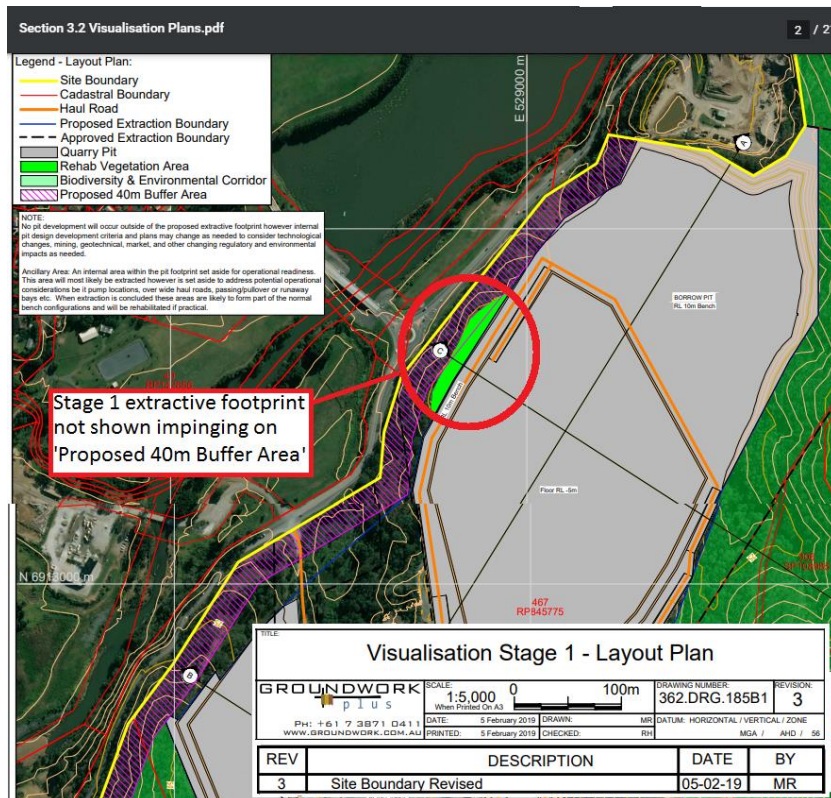 Section 3.2 Visualisation Plans.pdf
2 / 2
Legend - Layout Plan:
Site Boundary
Cadastral Boundary
Haul Road
Proposed Extraction Boundary
Approved Extraction Boundary
Quarry Pit
Rehab Vegetation Area
Biodiversity & Environmental Corridor
Proposed 40m Buffer Area
NOTE:
No pit development will occur outside of the proposed extractive footprint however internal
pit design development criteria and plans may change as needed to consider technological
changes, mining, geotechnical, market, and other changing regulatory and environmental
impacts as needed.
Ancillary Area: An internal area within the pit footprint set aside for operational readiness.
This area will most likely be extracted however is set aside to address potential operational
considerations be it pump locations, over wide haul roads, passing/pullover or runaway
bays etc. When extraction is concluded these areas are likely to form part of the normal
bench configurations and will be rehabilitated if practical.
E 529000 m
A
BORROW PIT
RL 10m Bench
C
RL 10m Bench
Stage 1 extractive footprint
not shown impinging on
'Proposed 40m Buffer Area'
Floor RL -5m
N 6913000 m
467
RP845775
B
TITLE:
Visualisation Stage 1 - Layout Plan
GROUNDWORK
plus
PH: +61 7 3871 0411
WWW.GROUNDWORK.COM.AU
SCALE:
1:5,000
When Printed On A3
0 100m
DRAWING NUMBER:
362.DRG.185B1
REVISION:
3
DATE: 5 February 2019 DRAWN: MR DATUM: HORIZONTAL / VERTICAL / ZONE
PRINTED: 5 February 2019 CHECKED: RH MGA / AHD / 56
REV DESCRIPTION DATE BY
3 Site Boundary Revised 05-02-19 MR